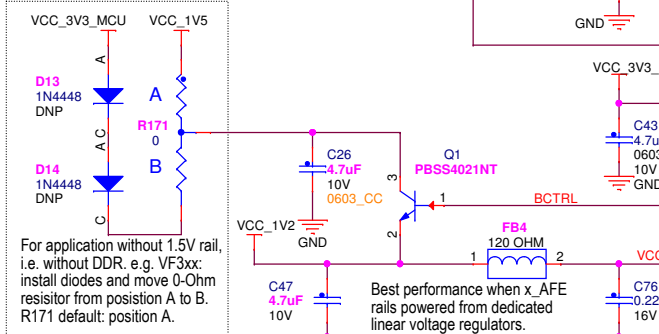 VCC_3V3_MCU
VCC_1V5
A
D13
1N4448
DNP
A
R171
0
B
A C
D14
1N4448
DNP
C
For application without 1.5V rail,
i.e. without DDR. e.g. VF3xx:
install diodes and move 0-Ohm
resisitor from posistion A to B.
R171 default: position A.
C26
4.7uF
10V
0603_CC
GND
3
Q1
PBSS4021NT
1
BCTRL
2
VCC_1V2
C47
4.7uF
10V
FB4
120 OHM
1
2
Best performance when x_AFE
rails powered from dedicated
linear voltage regulators.
GND
VCC_3V3_
C43
4.7u
0603
10V
GND
VCC
C76
0.22
16V